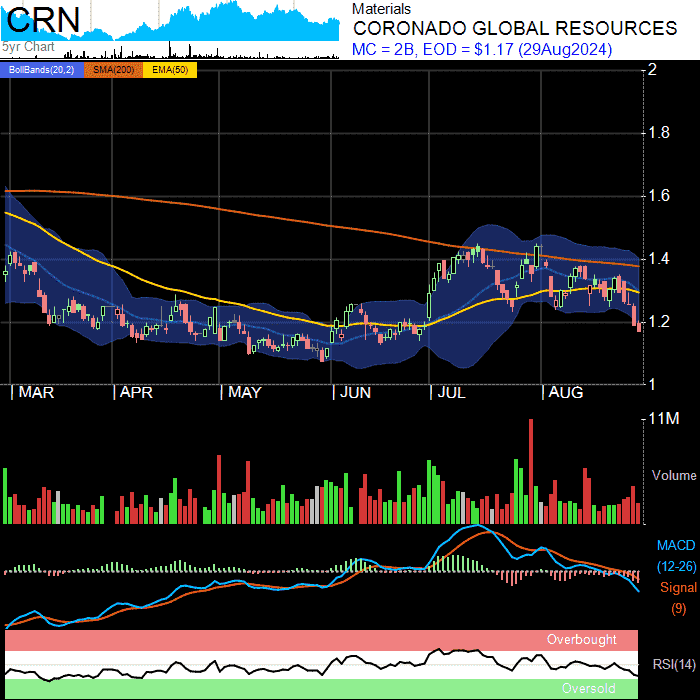 CRN
5yr Chart
Materials
CORONADO GLOBAL RESOURCES
MC = 2B, EOD = $1.17 (29Aug2024)
BollBands(20,2) SMA(200) EMA(50)
2
1.8
1.6
1.4
1.2
1
MAR APR MAY JUN JUL AUG
11M
Volume
MACD
(12-26)
Signal
(9)
Overbought
RSI(14)
Oversold